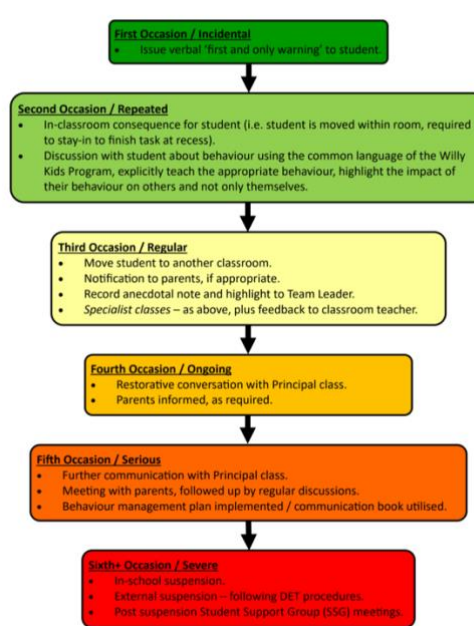 First Occasion / Incidental
• Issue verbal ‘first and only warning’ to student.
Second Occasion / Repeated
• In-classroom consequence for student (i.e. student is moved within room, required
to stay-in to finish task at recess).
• Discussion with student about behaviour using the common language of the Willy
Kids Program, explicitly teach the appropriate behaviour, highlight the impact of
their behaviour on others and not only themselves.
Third Occasion / Regular
• Move student to another classroom.
• Notification to parents, if appropriate.
• Record anecdotal note and highlight to Team Leader.
• Specialist classes – as above, plus feedback to classroom teacher.
Fourth Occasion / Ongoing
• Restorative conversation with Principal class.
• Parents informed, as required.
Fifth Occasion / Serious
• Further communication with Principal class.
• Meeting with parents, followed up by regular discussions.
• Behaviour management plan implemented / communication book utilised.
Sixth+ Occasion / Severe
• In-school suspension.
• External suspension – following DET procedures.
• Post suspension Student Support Group (SSG) meetings.